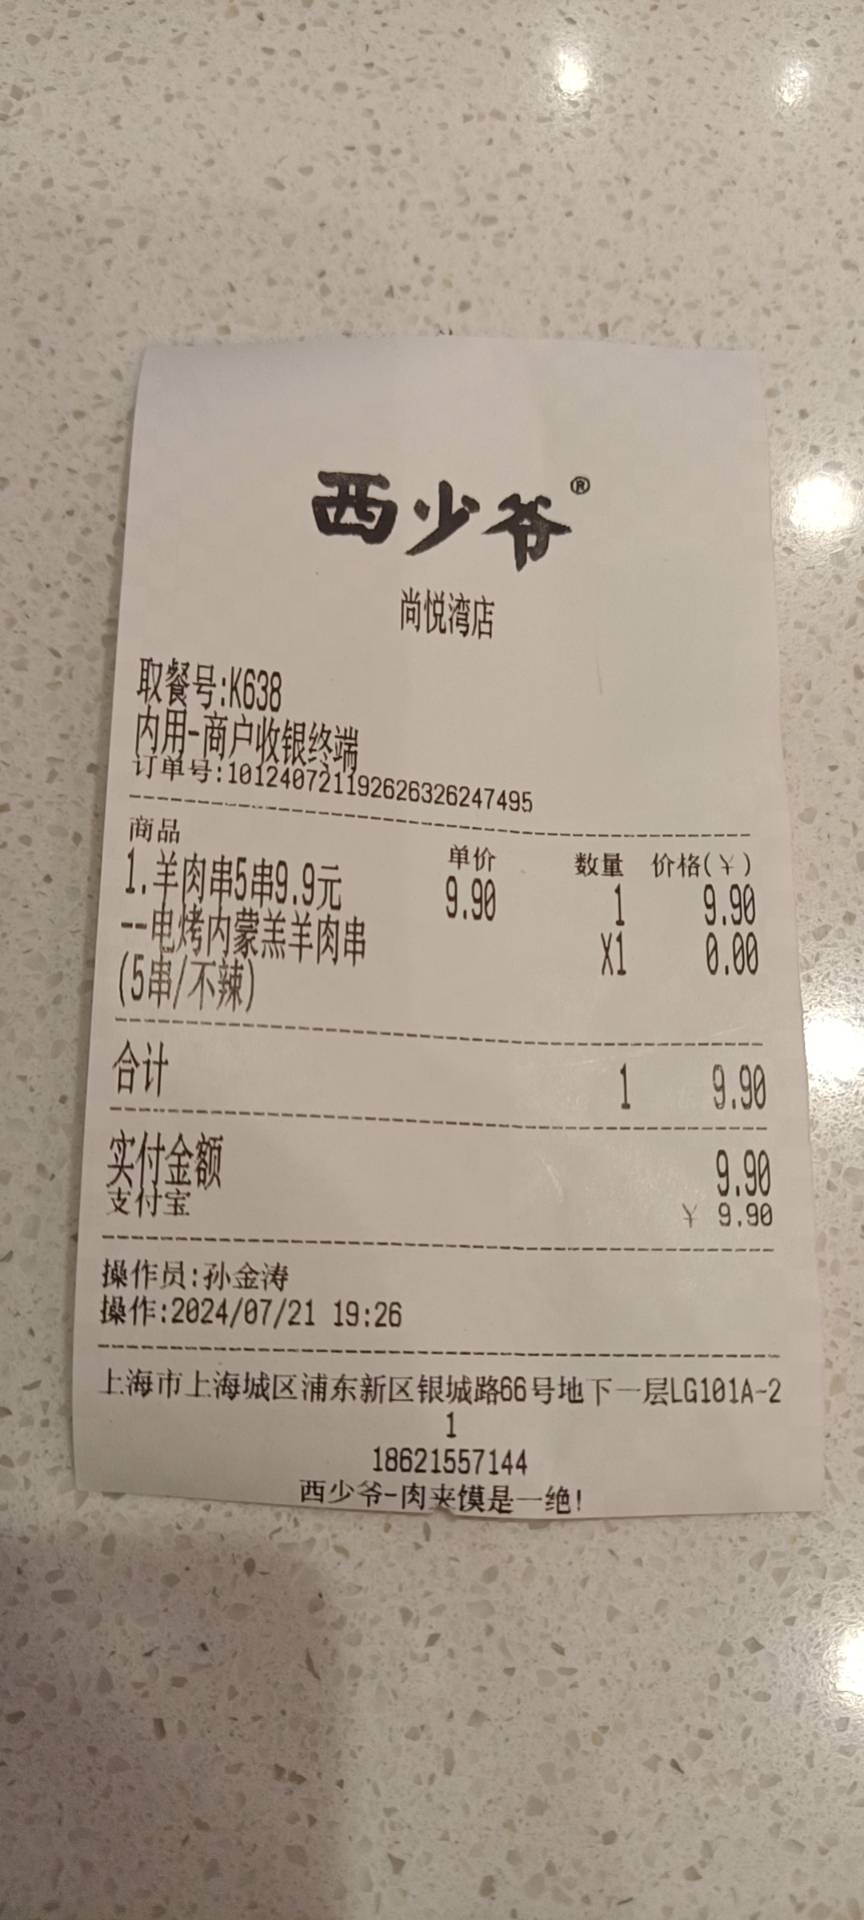 西少爷®
尚悦湾店
取餐号:K638
内用-商户收银终端
订单号:101240721192626326247495
商品 单价 数量 价格(¥)
1.羊肉串5串9.9元 9.90 1 9.90
--电烤内蒙羔羊肉串 X1 0.00
(5串/不辣)
合计 1 9.90
实付金额 9.90
支付宝 ¥ 9.90
操作员:孙金涛
操作:2024/07/21 19:26
上海市上海城区浦东新区银城路66号地下一层LG101A-2
1
18621557144
西少爷-肉夹馍是一绝!